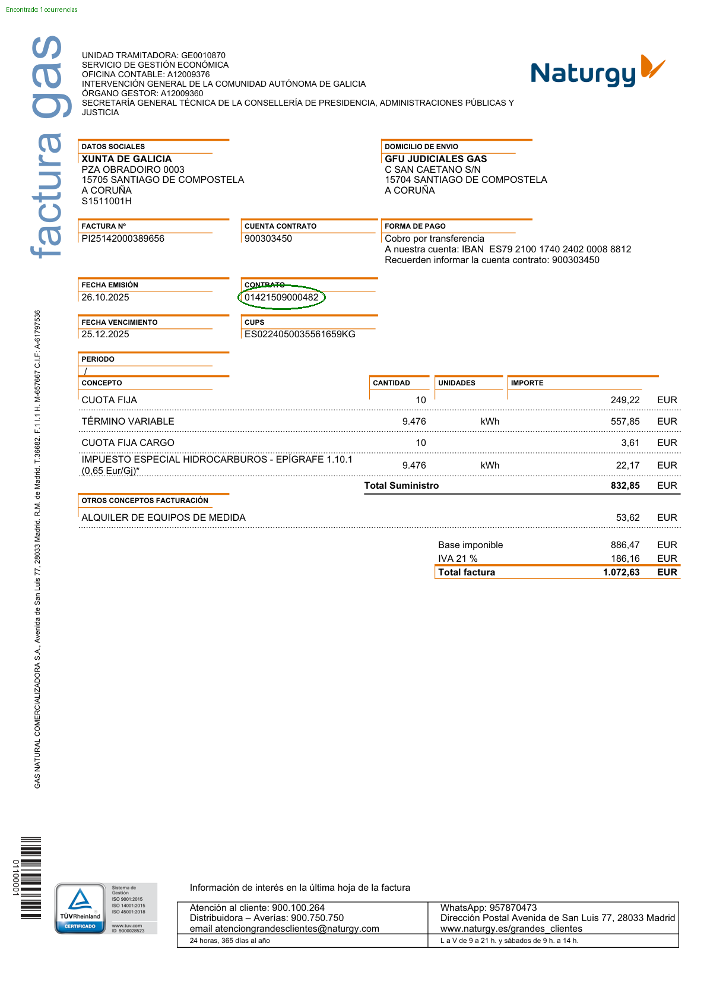 Encontrado: 1 ocurrencias
factura gas
UNIDAD TRAMITADORA: GE0010870
SERVICIO DE GESTIÓN ECONÓMICA
OFICINA CONTABLE: A12009376
INTERVENCIÓN GENERAL DE LA COMUNIDAD AUTÓNOMA DE GALICIA
ÓRGANO GESTOR: A12009360
SECRETARÍA GENERAL TÉCNICA DE LA CONSELLERÍA DE PRESIDENCIA, ADMINISTRACIONES PÚBLICAS Y
JUSTICIA
Naturgy
DATOS SOCIALES
XUNTA DE GALICIA
PZA OBRADOIRO 0003
15705 SANTIAGO DE COMPOSTELA
A CORUÑA
S1511001H
DOMICILIO DE ENVIO
GFU JUDICIALES GAS
C SAN CAETANO S/N
15704 SANTIAGO DE COMPOSTELA
A CORUÑA
FACTURA Nº
PI25142000389656
CUENTA CONTRATO
900303450
FORMA DE PAGO
Cobro por transferencia
A nuestra cuenta: IBAN ES79 2100 1740 2402 0008 8812
Recuerden informar la cuenta contrato: 900303450
FECHA EMISIÓN
26.10.2025
CONTRATO
01421509000482
FECHA VENCIMIENTO
25.12.2025
CUPS
ES0224050035561659KG
PERIODO
/
CONCEPTO CANTIDAD UNIDADES IMPORTE
CUOTA FIJA 10 249,22 EUR
TÉRMINO VARIABLE 9.476 kWh 557,85 EUR
CUOTA FIJA CARGO 10 3,61 EUR
IMPUESTO ESPECIAL HIDROCARBUROS - EPÍGRAFE 1.10.1
(0,65 Eur/Gj)* 9.476 kWh 22,17 EUR
Total Suministro 832,85 EUR
OTROS CONCEPTOS FACTURACIÓN
ALQUILER DE EQUIPOS DE MEDIDA 53,62 EUR
Base imponible 886,47 EUR
IVA 21 % 186,16 EUR
Total factura 1.072,63 EUR
GAS NATURAL COMERCIALIZADORA S.A., Avenida de San Luis 77, 28033 Madrid. R.M. de Madrid. T.36682. F.1 I.1 H. M-657667 C.I.F: A-61797536
01100001
TÜVRheinland
CERTIFICADO
Sistema de
Gestión
ISO 9001:2015
ISO 14001:2015
ISO 45001:2018
www.tuv.com
ID 9000028523
Información de interés en la última hoja de la factura
Atención al cliente: 900.100.264
Distribuidora – Averías: 900.750.750
email atenciongrandesclientes@naturgy.com
24 horas, 365 días al año
WhatsApp: 957870473
Dirección Postal Avenida de San Luis 77, 28033 Madrid
www.naturgy.es/grandes_clientes
L a V de 9 a 21 h. y sábados de 9 h. a 14 h.